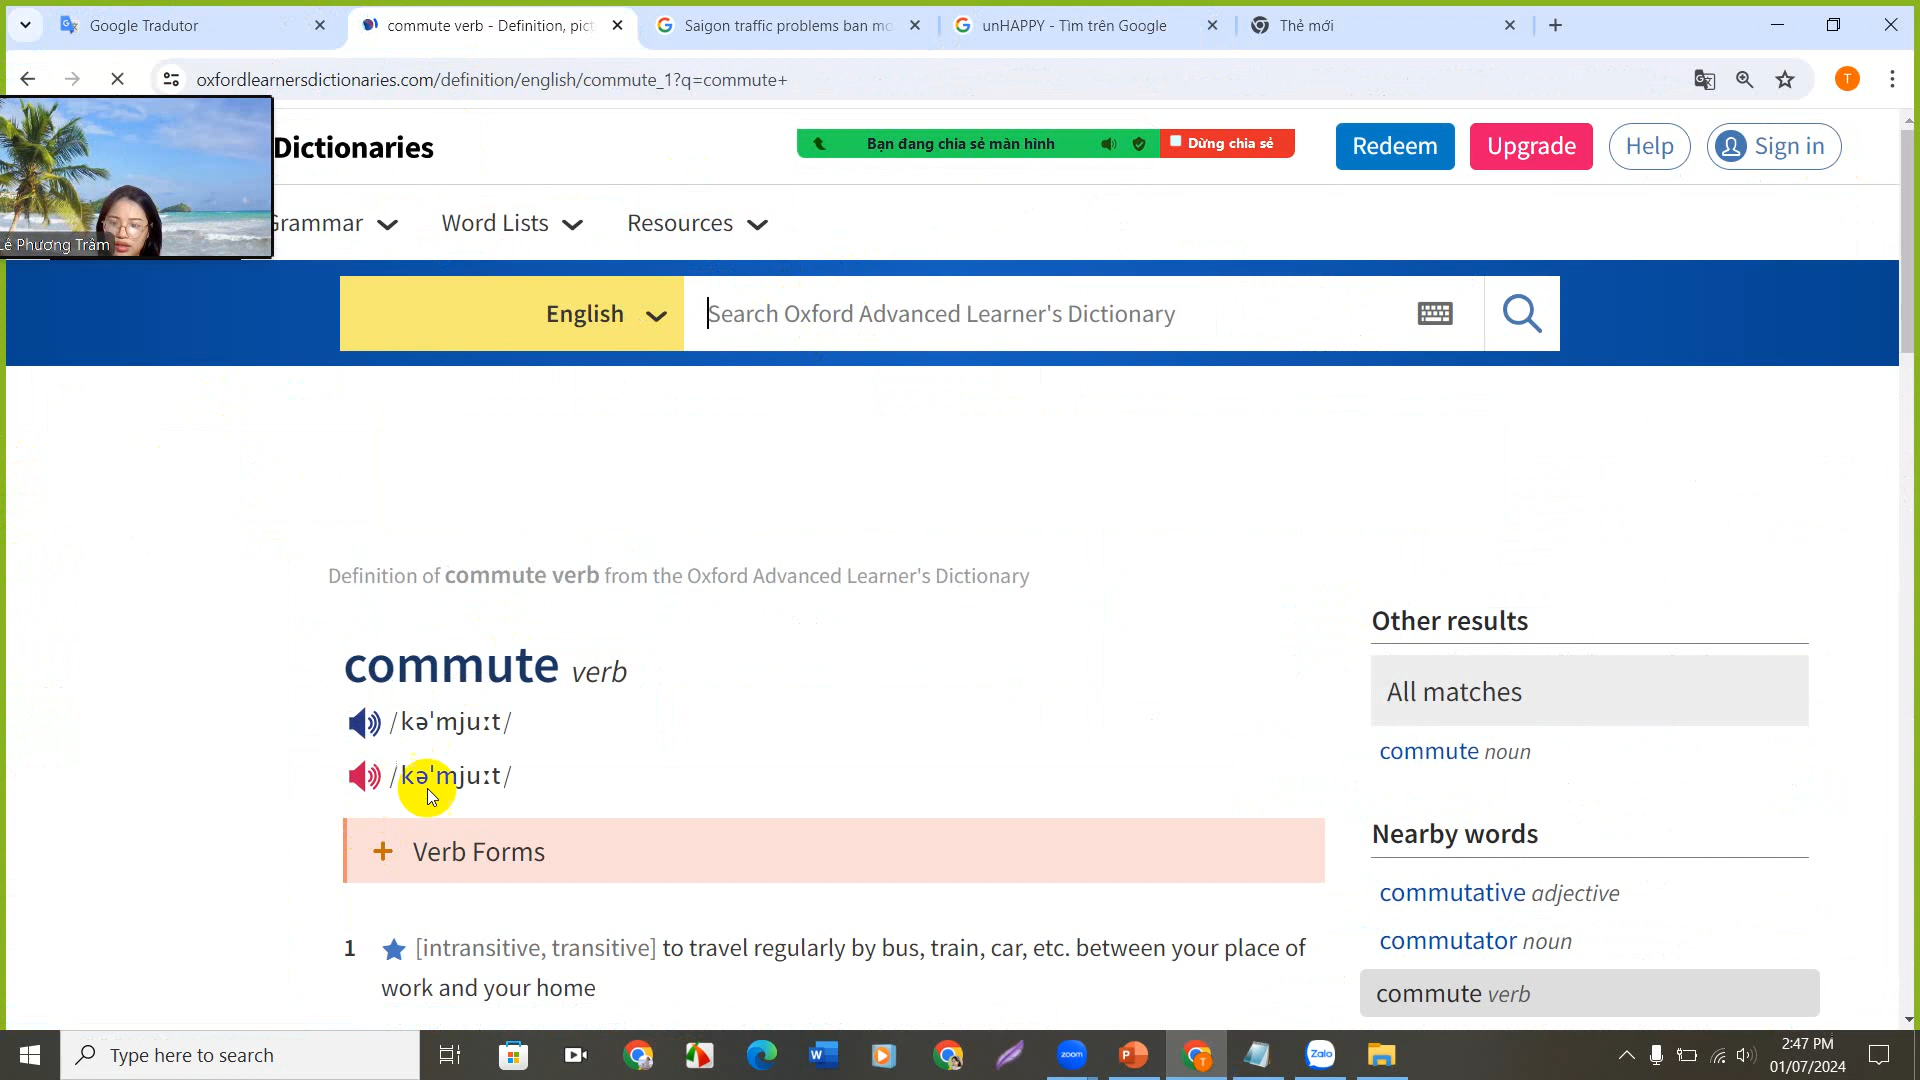 Google Tradutor
commute verb - Definition, pict
Saigon traffic problems ban mo
unHAPPY - Tìm trên Google
Thẻ mới
oxfordlearnersdictionaries.com/definition/english/commute_1?q=commute+
T
Dictionaries
Bạn đang chia sẻ màn hình
Dừng chia sẻ
Redeem
Upgrade
Help
Sign in
Grammar
Word Lists
Resources
Lê Phương Trâm
English
Search Oxford Advanced Learner's Dictionary
Definition of commute verb from the Oxford Advanced Learner's Dictionary
commute verb
/kəˈmjuːt/
/kəˈmjuːt/
+ Verb Forms
1 ★ [intransitive, transitive] to travel regularly by bus, train, car, etc. between your place of
work and your home
Other results
All matches
commute noun
Nearby words
commutative adjective
commutator noun
commute verb
Type here to search
zoom
Zalo
2:47 PM
01/07/2024